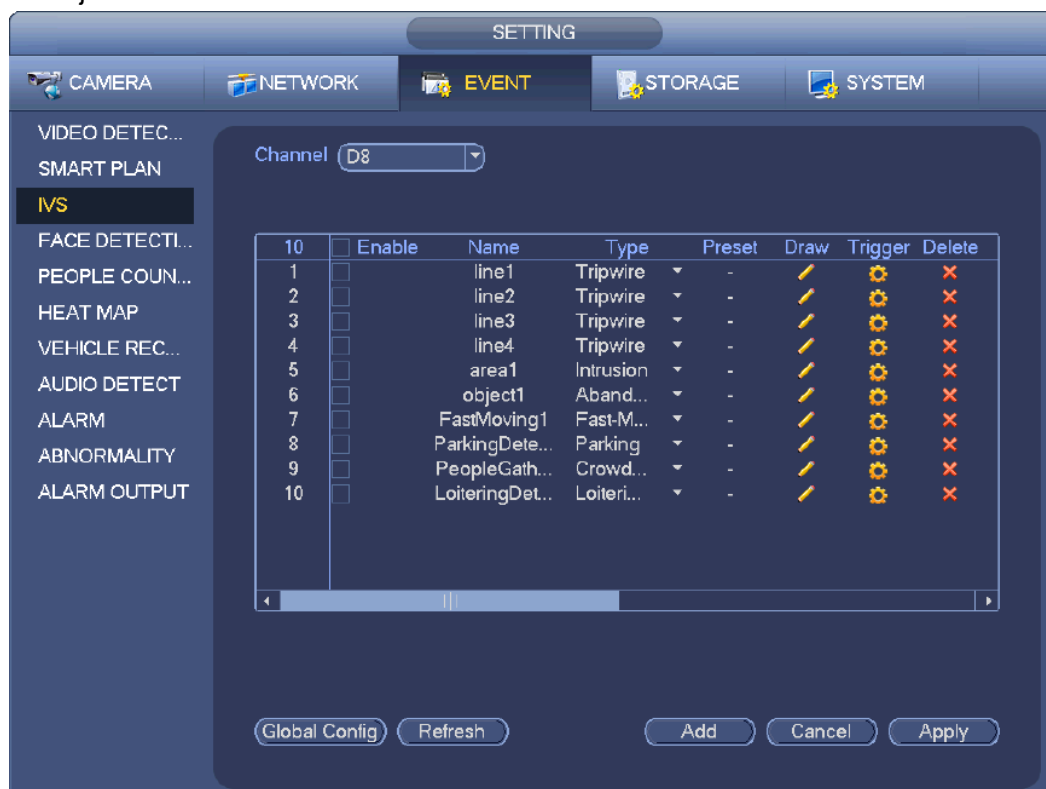 SETTING
CAMERA NETWORK EVENT STORAGE SYSTEM
VIDEO DETEC...
SMART PLAN
IVS
FACE DETECTI...
PEOPLE COUN...
HEAT MAP
VEHICLE REC...
AUDIO DETECT
ALARM
ABNORMALITY
ALARM OUTPUT
Channel D8
10 Enable Name Type Preset Draw Trigger Delete
1 line1 Tripwire -
2 line2 Tripwire -
3 line3 Tripwire -
4 line4 Tripwire -
5 area1 Intrusion -
6 object1 Aband... -
7 FastMoving1 Fast-M... -
8 ParkingDete... Parking -
9 PeopleGath... Crowd... -
10 LoiteringDet... Loiteri... -
Global Config Refresh Add Cancel Apply